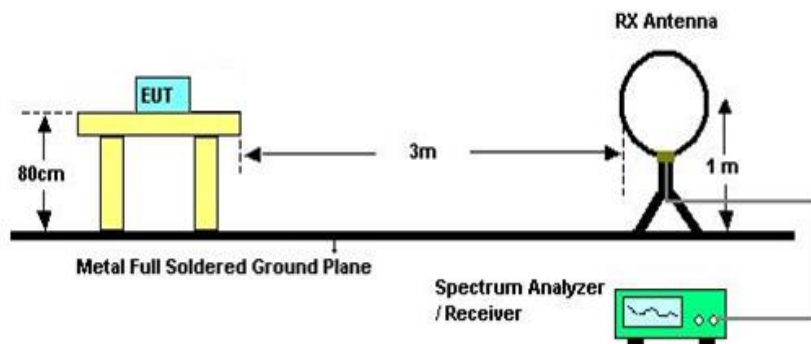 RX Antenna
EUT
3m
80cm
1 m
Metal Full Soldered Ground Plane
Spectrum Analyzer
/ Receiver